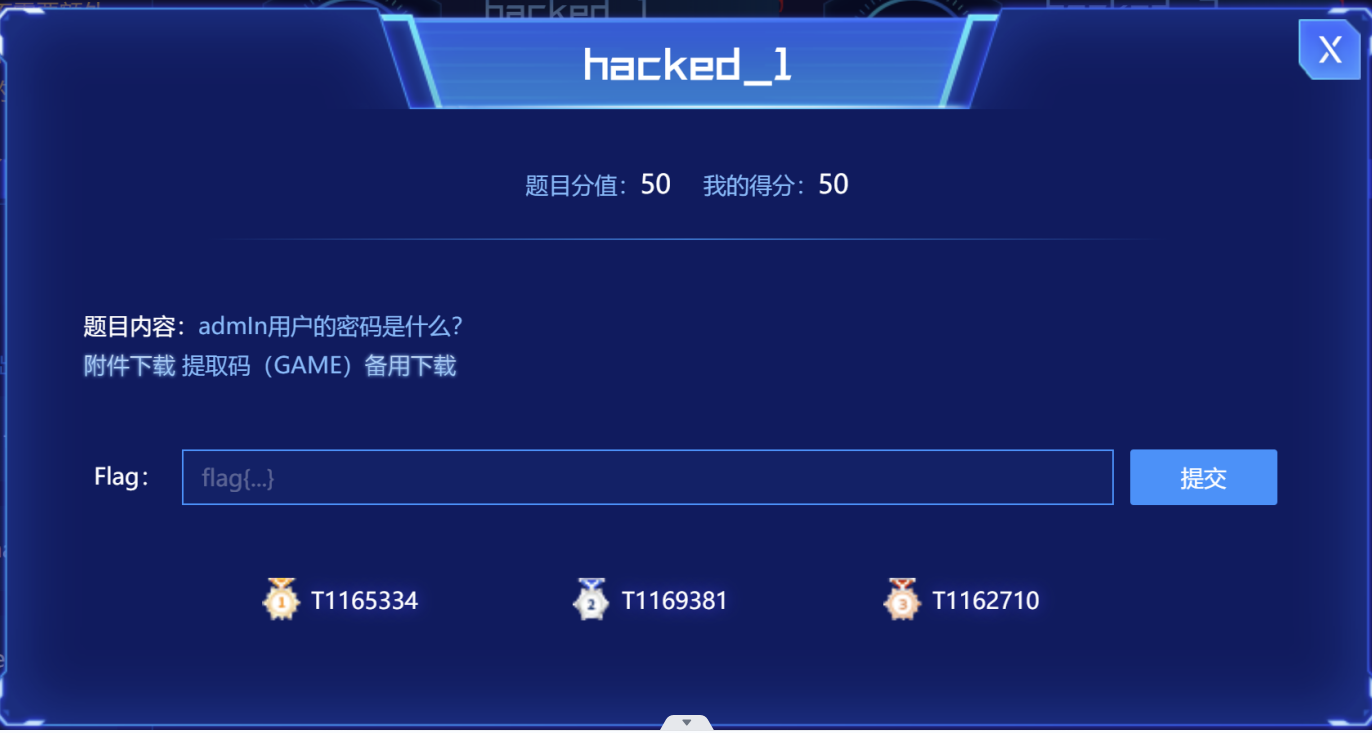 hacked_1
X
题目分值：50 我的得分：50
题目内容：admIn用户的密码是什么？
附件下载 提取码（GAME）备用下载
Flag： flag{...} 提交
1 T1165334 2 T1169381 3 T1162710